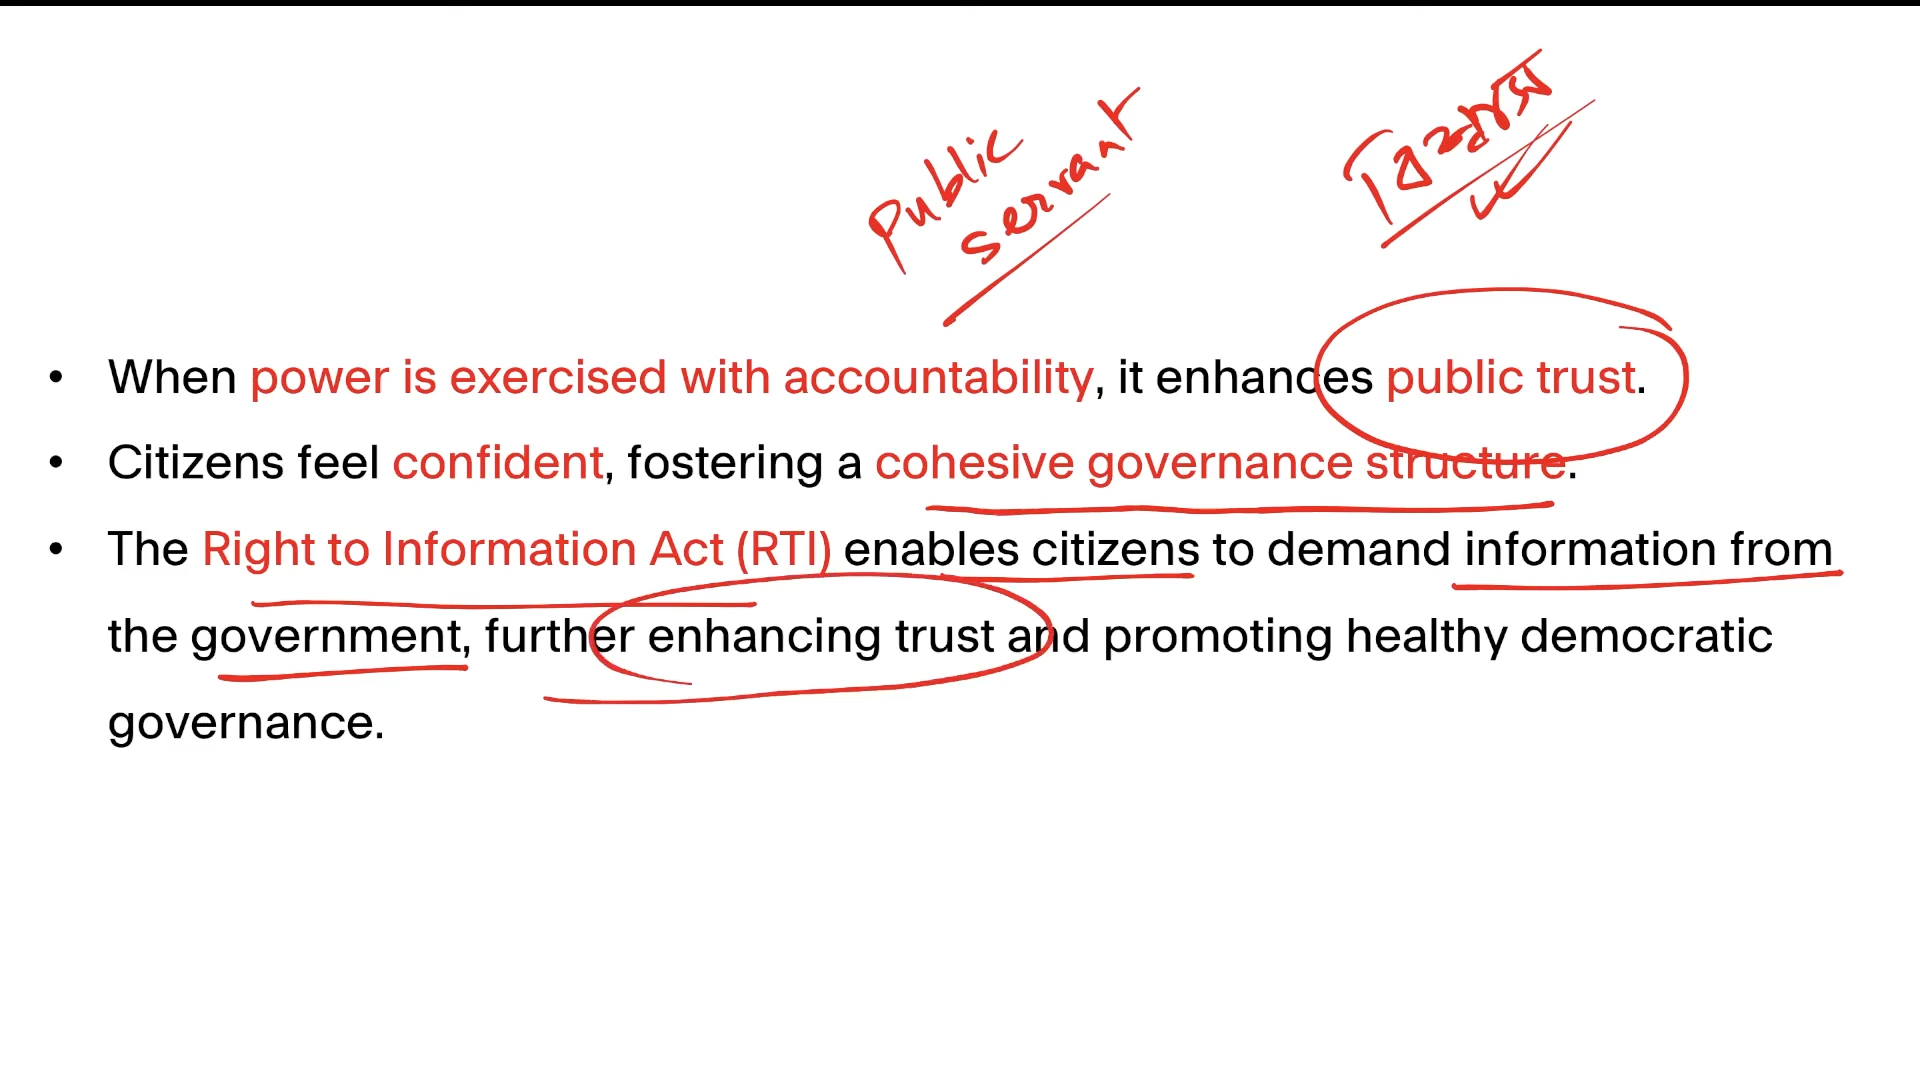 Public
servant
বিশ্বাস
• When power is exercised with accountability, it enhances public trust.
• Citizens feel confident, fostering a cohesive governance structure.
• The Right to Information Act (RTI) enables citizens to demand information from
the government, further enhancing trust and promoting healthy democratic
governance.